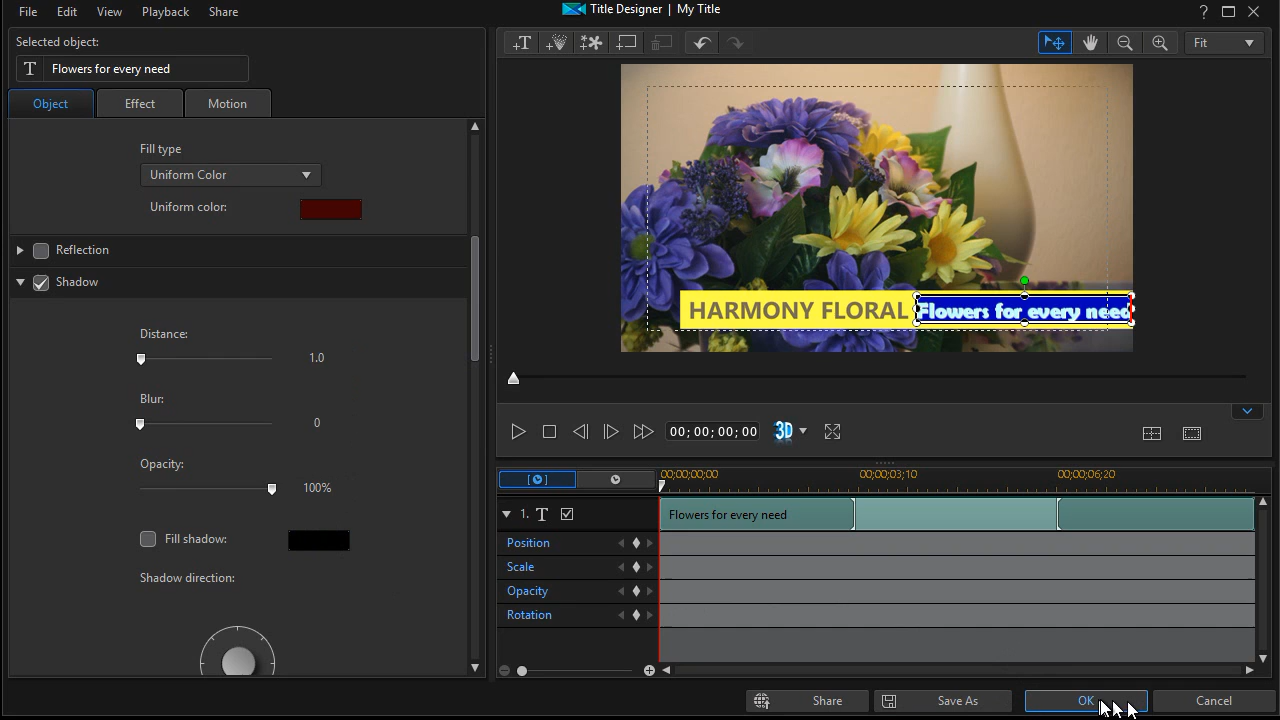 File Edit View Playback Share
Title Designer | My Title
?
Selected object:
T Flowers for every need
Object Effect Motion
Fill type
Uniform Color
Uniform color:
Reflection
Shadow
Distance:
1.0
Blur:
0
Opacity:
100%
Fill shadow:
Shadow direction:
Fit
HARMONY FLORAL Flowers for every need
00;00;00;00
3D
00;00;00;00 00;00;03;10 00;00;06;20
1. T Flowers for every need
Position
Scale
Opacity
Rotation
Share Save As OK Cancel